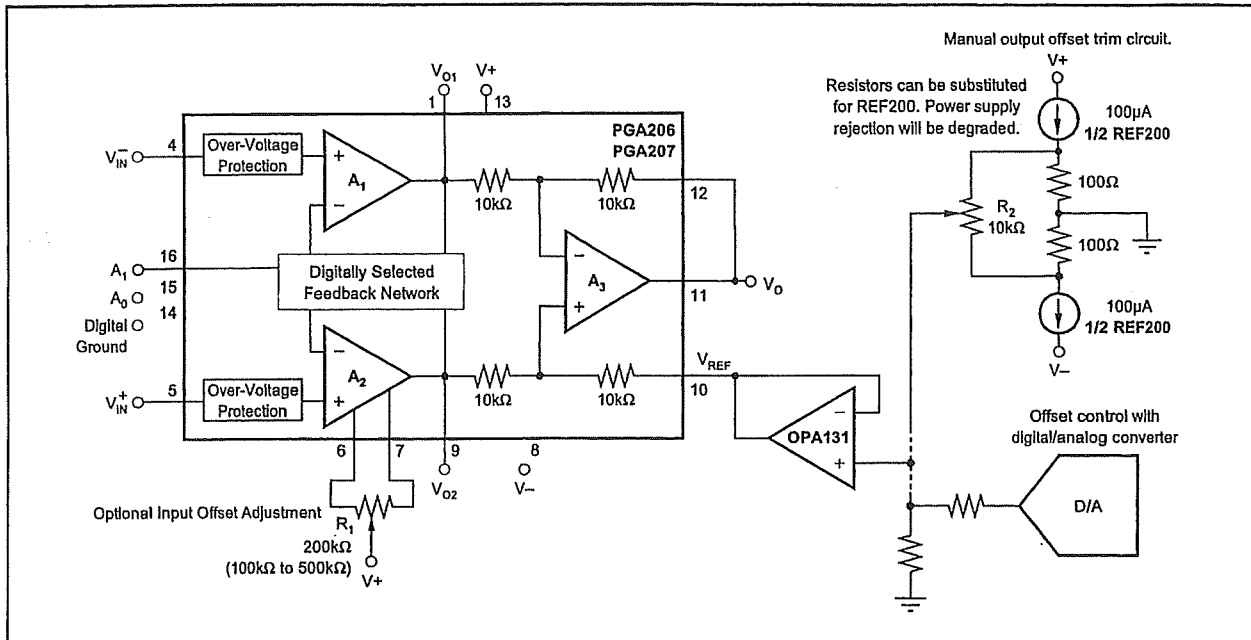 Manual output offset trim circuit.
V+
Resistors can be substituted
for REF200. Power supply
rejection will be degraded.
100µA
1/2 REF200
100Ω
R2
10kΩ
100Ω
100µA
1/2 REF200
V–
VO1
1
V+
13
PGA206
PGA207
4
V–IN
Over-Voltage
Protection
+
A1
–
10kΩ
10kΩ
12
16
A1
15
A0
14
Digital
Ground
Digitally Selected
Feedback Network
–
A3
+
11
VO
–
A2
+
5
V+IN
Over-Voltage
Protection
10kΩ
10kΩ
VREF
10
–
OPA131
+
6
7
9
VO2
8
V–
Optional Input Offset Adjustment
R1
200kΩ
(100kΩ to 500kΩ)
V+
Offset control with
digital/analog converter
D/A